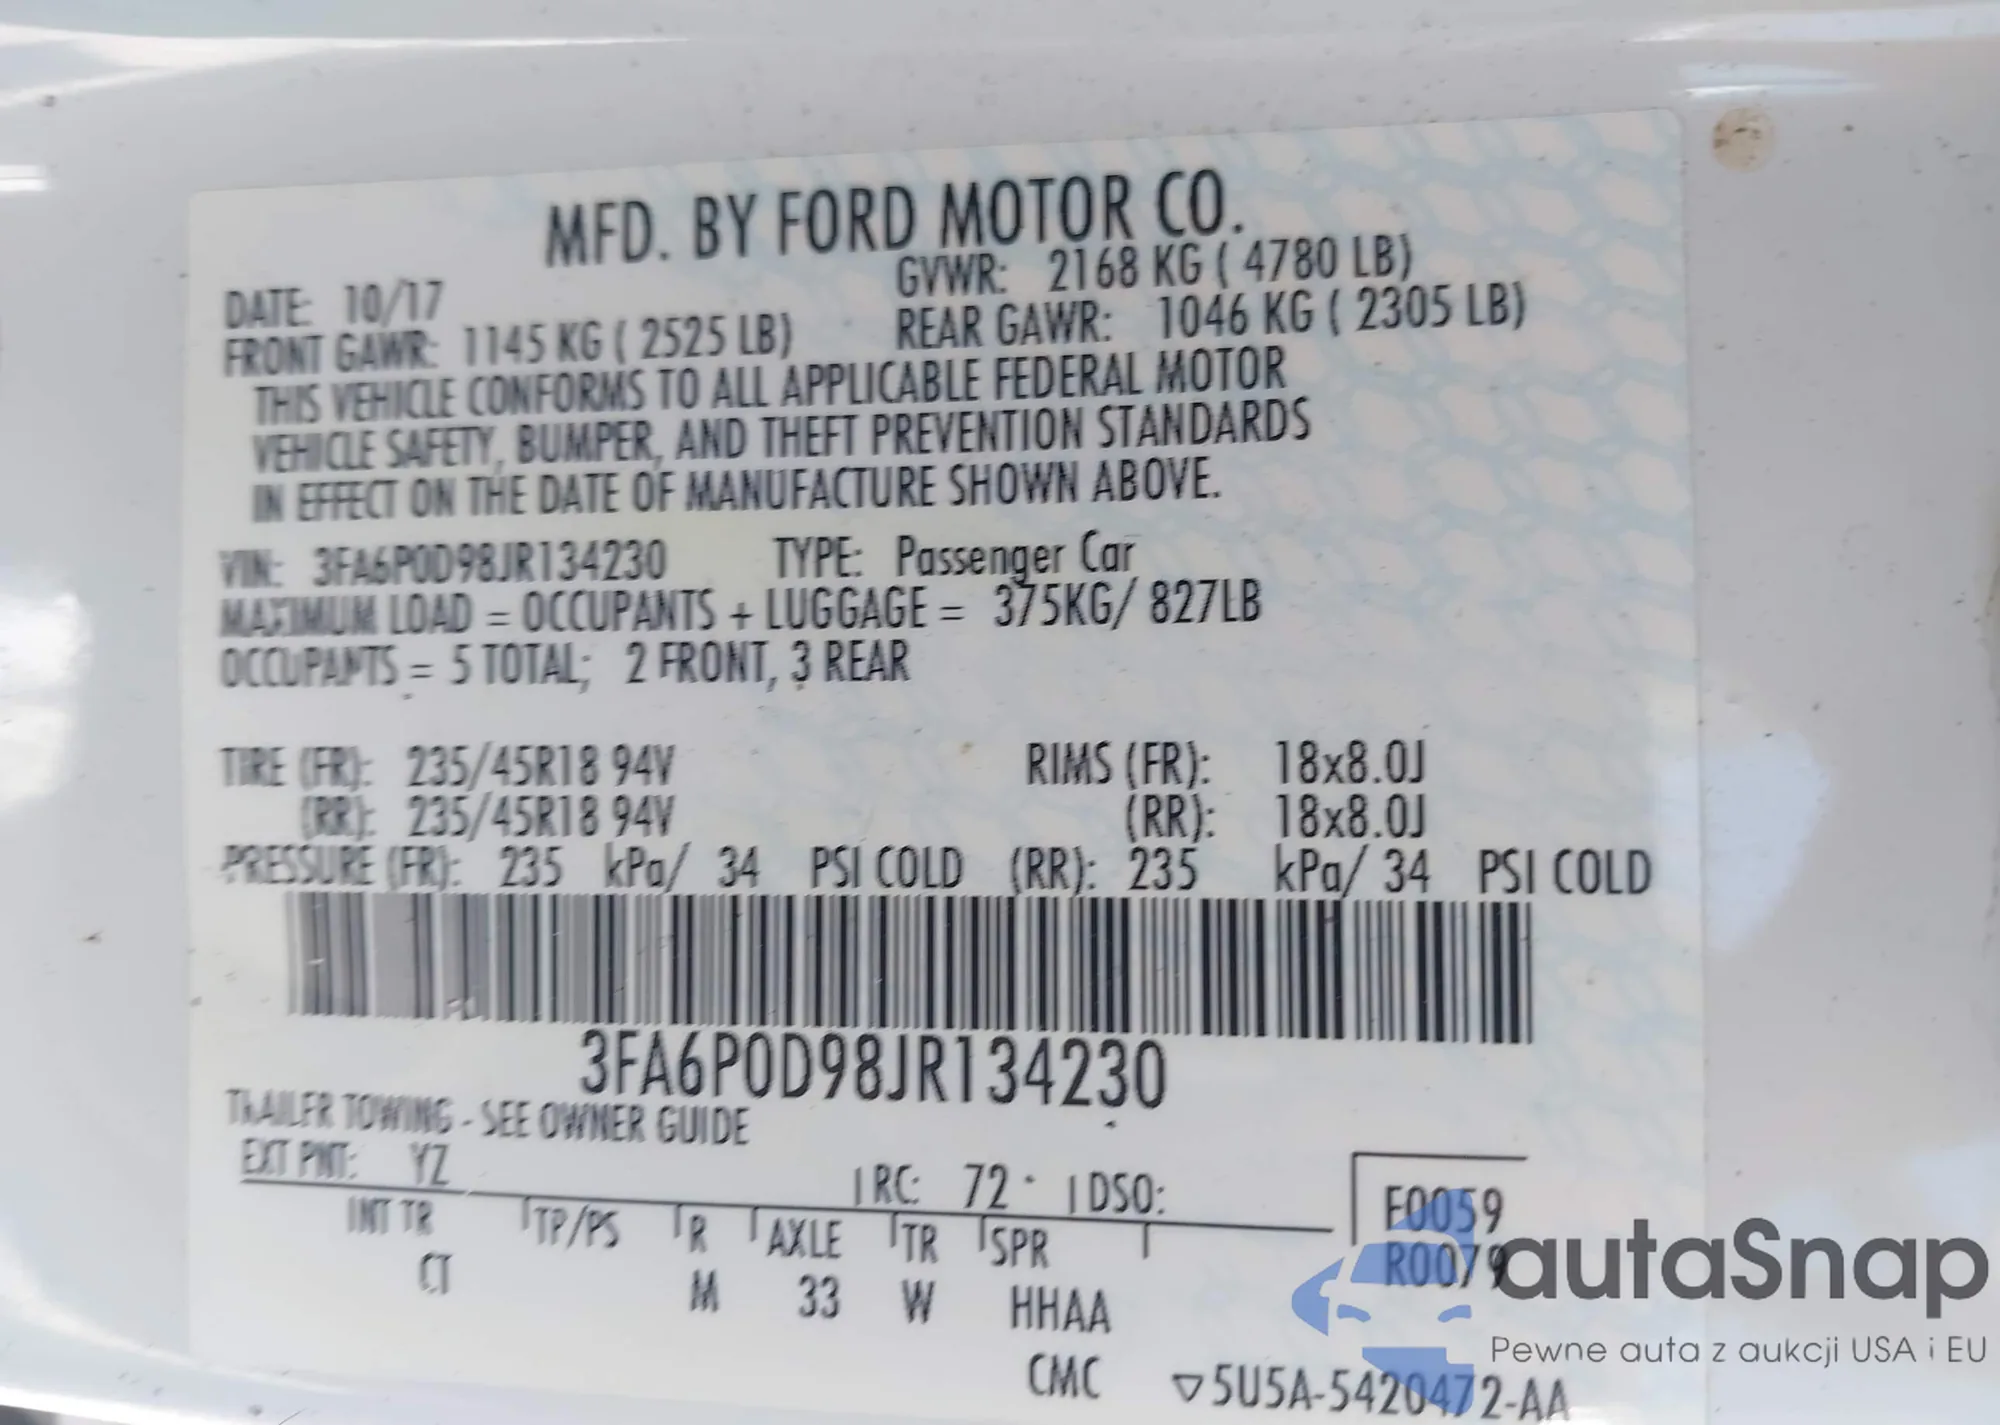 MFD. BY FORD MOTOR CO.
DATE: 10/17 GVWR: 2168 KG ( 4780 LB)
FRONT GAWR: 1145 KG ( 2525 LB) REAR GAWR: 1046 KG ( 2305 LB)
THIS VEHICLE CONFORMS TO ALL APPLICABLE FEDERAL MOTOR
VEHICLE SAFETY, BUMPER, AND THEFT PREVENTION STANDARDS
IN EFFECT ON THE DATE OF MANUFACTURE SHOWN ABOVE.
VIN: 3FA6P0D98JR134230 TYPE: Passenger Car
MAXIMUM LOAD = OCCUPANTS + LUGGAGE = 375KG/ 827LB
OCCUPANTS = 5 TOTAL; 2 FRONT, 3 REAR
TIRE (FR): 235/45R18 94V RIMS (FR): 18x8.0J
(RR): 235/45R18 94V (RR): 18x8.0J
PRESSURE (FR): 235 kPa/ 34 PSI COLD (RR): 235 kPa/ 34 PSI COLD
3FA6P0D98JR134230
TRAILER TOWING - SEE OWNER GUIDE
EXT PNT: YZ RC: 72 DSO:
INT TR TP/PS R AXLE TR SPR
CT M 33 W HHAA
F0059
R0079
CMC ▽5U5A-5420472-AA
autaSnap
Pewne auta z aukcji USA i EU